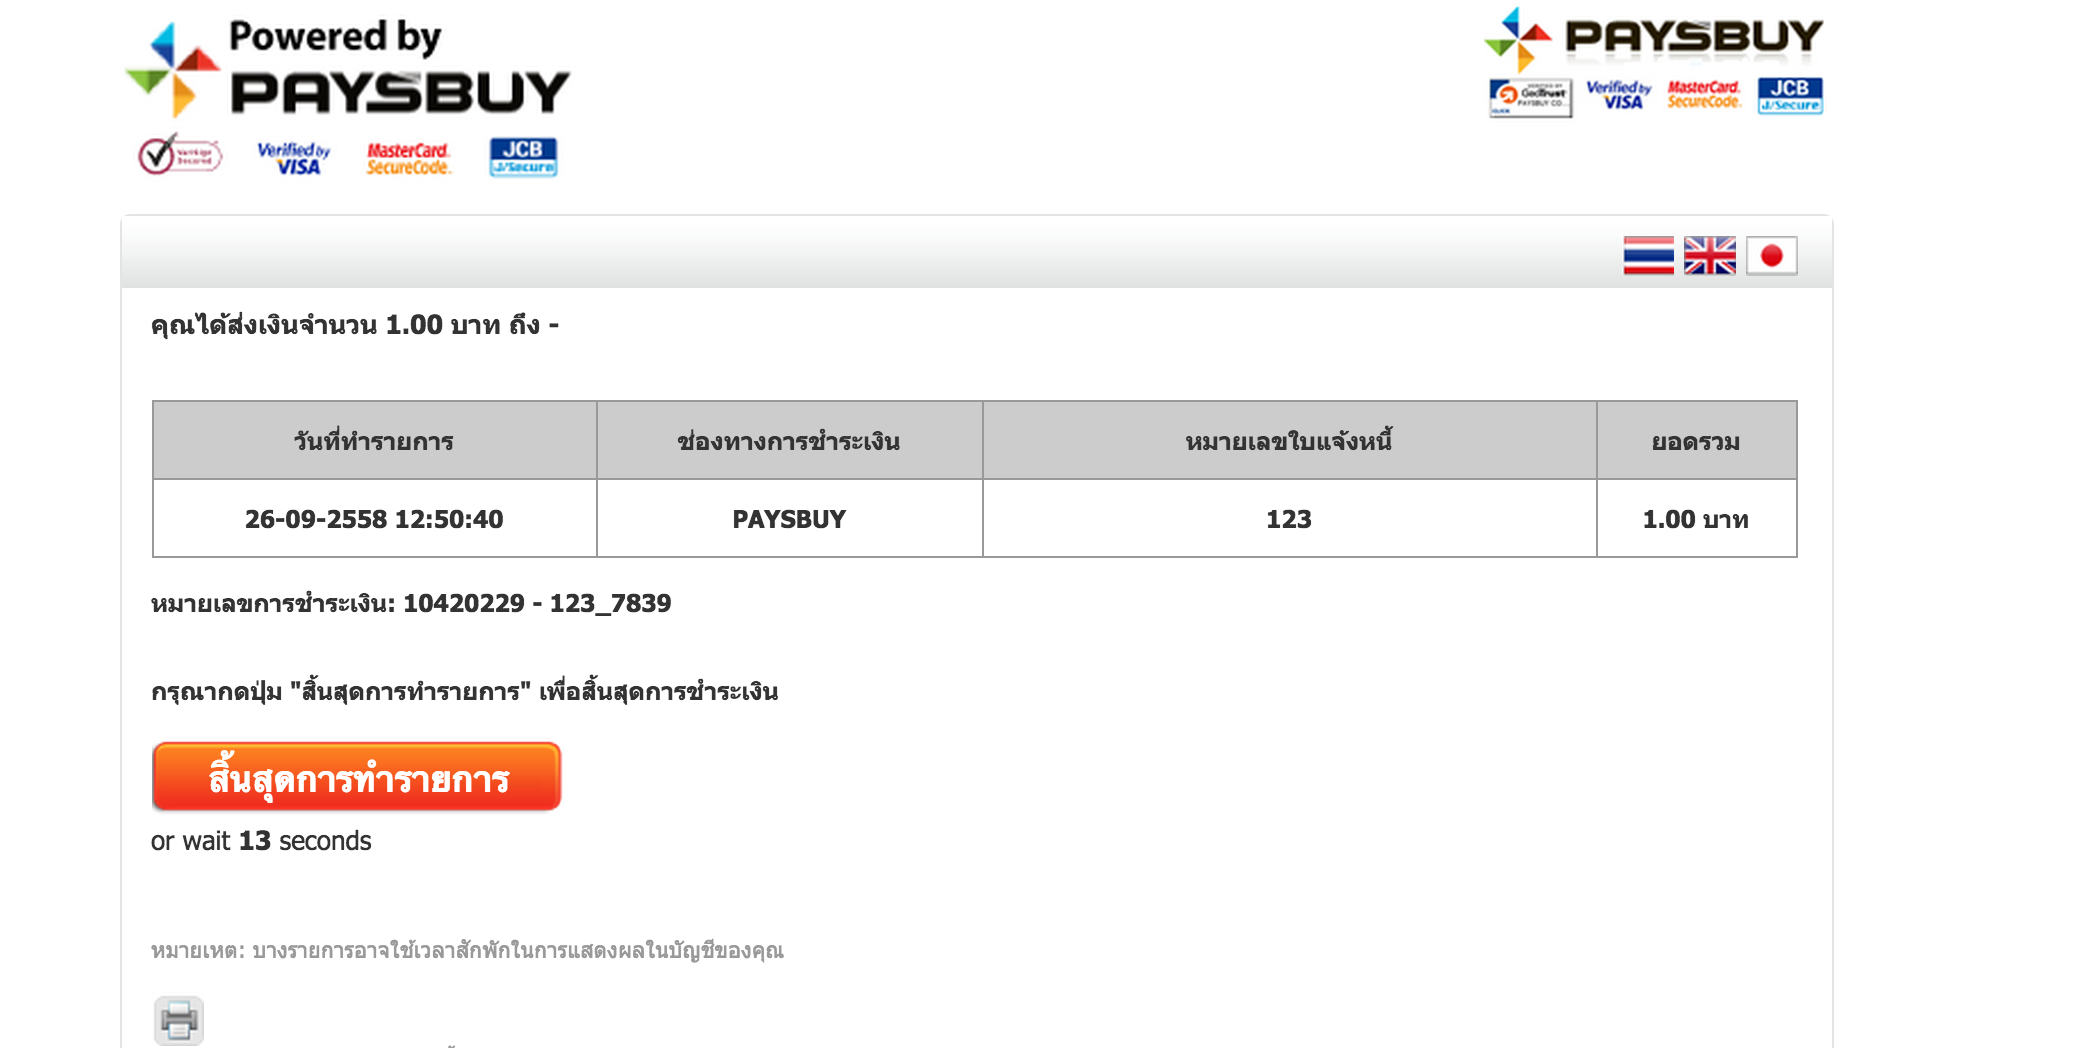 Powered by
PAYSBUY
Verified by
VISA
MasterCard.
SecureCode.
JCB
J/Secure
PAYSBUY
GeoTrust
PAYSBUY CO...
Verified by
VISA
MasterCard.
SecureCode.
JCB
J/Secure
คุณได้ส่งเงินจำนวน 1.00 บาท ถึง -
วันที่ทำรายการ ช่องทางการชำระเงิน หมายเลขใบแจ้งหนี้ ยอดรวม
26-09-2558 12:50:40 PAYSBUY 123 1.00 บาท
หมายเลขการชำระเงิน: 10420229 - 123_7839
กรุณากดปุ่ม "สิ้นสุดการทำรายการ" เพื่อสิ้นสุดการชำระเงิน
สิ้นสุดการทำรายการ
or wait 13 seconds
หมายเหต: บางรายการอาจใช้เวลาสักพักในการแสดงผลในบัญชีของคุณ